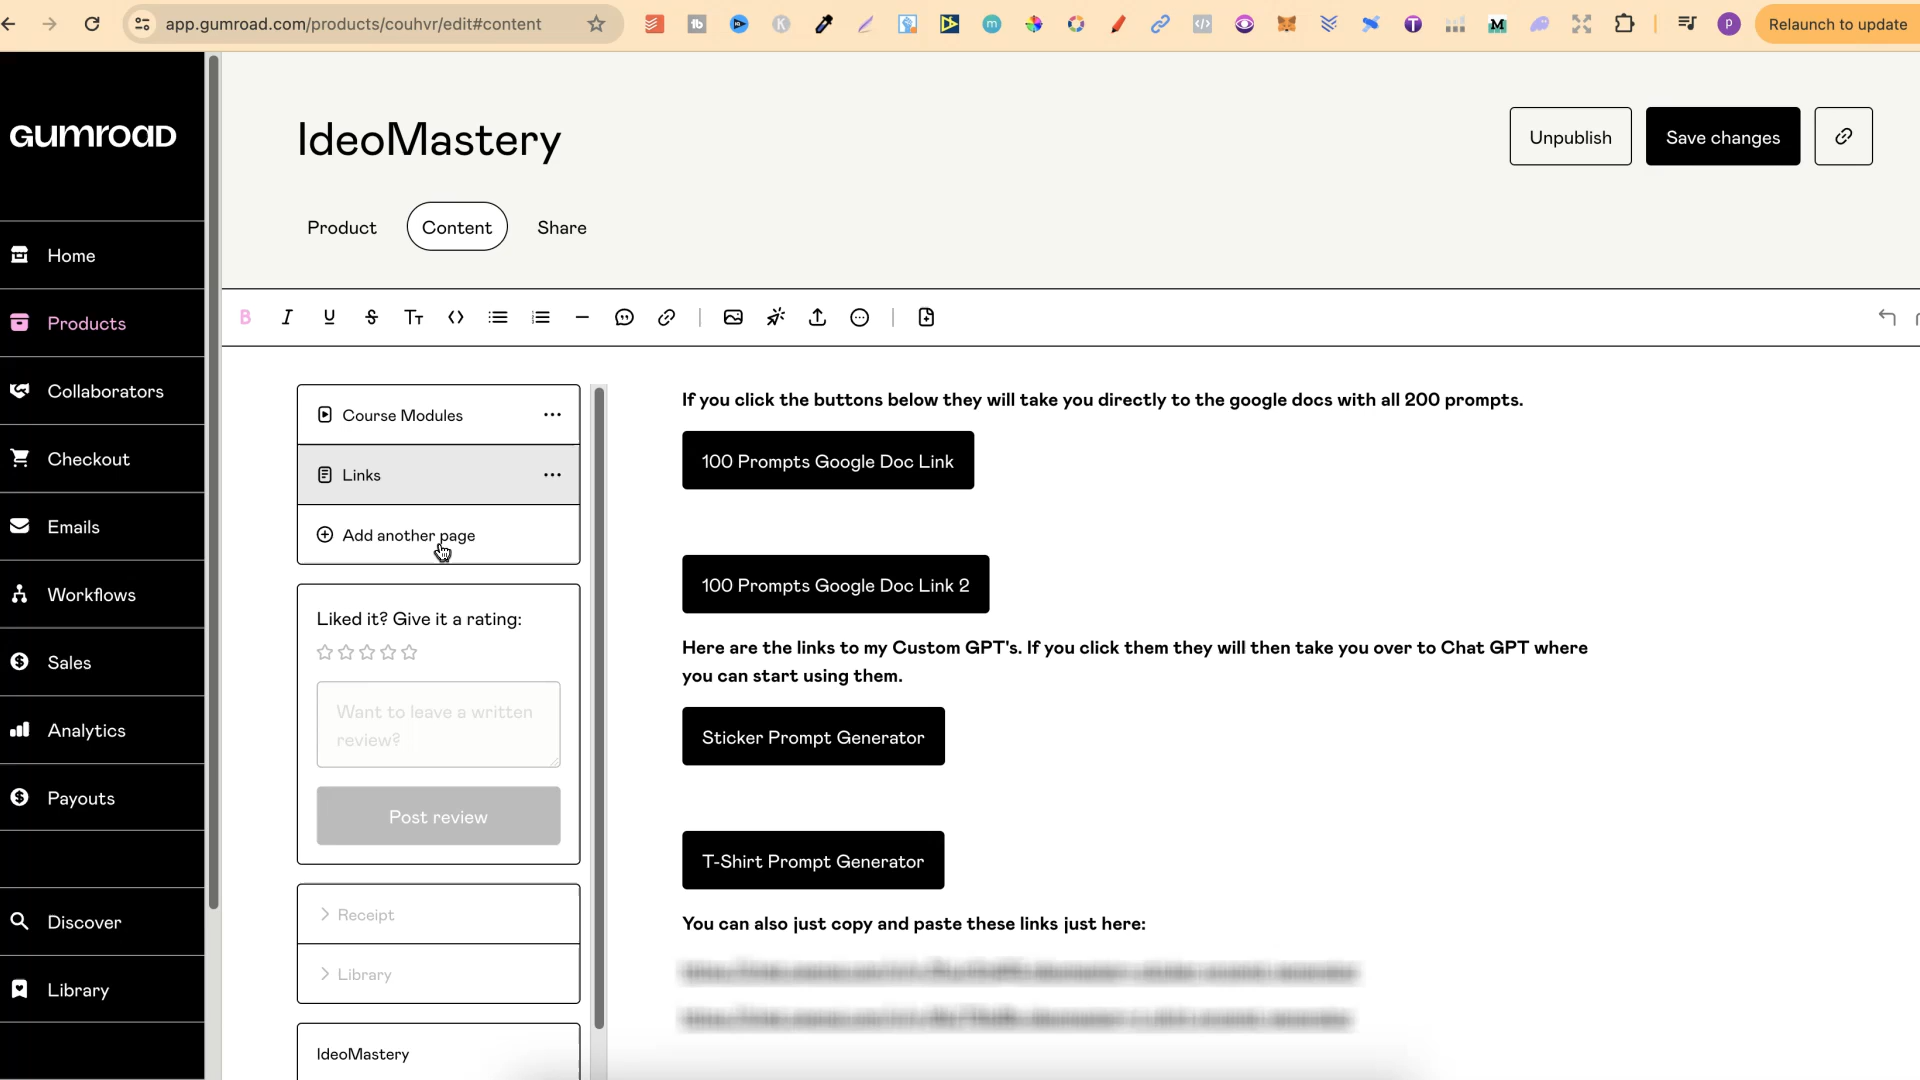 app.gumroad.com/products/couhvr/edit#content
Relaunch to update
GUMROAD
IdeoMastery
Unpublish
Save changes
Product
Content
Share
Home
Products
Collaborators
Checkout
Emails
Workflows
Sales
Analytics
Payouts
Discover
Library
B I U S Tт
Course Modules
Links
Add another page
Liked it? Give it a rating:
Want to leave a written
review?
Post review
Receipt
Library
IdeoMastery
If you click the buttons below they will take you directly to the google docs with all 200 prompts.
100 Prompts Google Doc Link
100 Prompts Google Doc Link 2
Here are the links to my Custom GPT's. If you click them they will then take you over to Chat GPT where
you can start using them.
Sticker Prompt Generator
T-Shirt Prompt Generator
You can also just copy and paste these links just here: